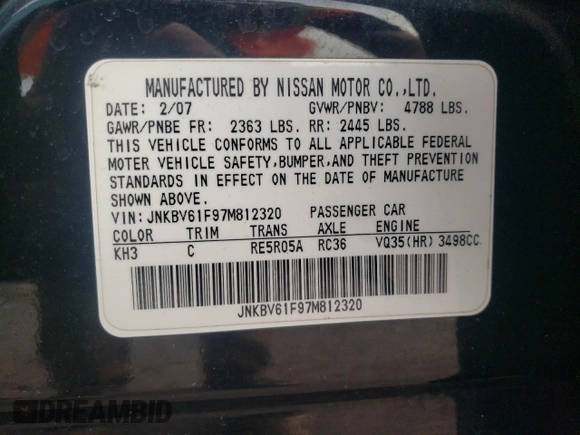 MANUFACTURED BY NISSAN MOTOR CO.,LTD.
DATE: 2/07 GVWR/PNBV: 4788 LBS.
GAWR/PNBE FR: 2363 LBS. RR: 2445 LBS.
THIS VEHICLE CONFORMS TO ALL APPLICABLE FEDERAL
MOTOR VEHICLE SAFETY,BUMPER,AND THEFT PREVENTION
STANDARDS IN EFFECT ON THE DATE OF MANUFACTURE
SHOWN ABOVE.
VIN:JNKBV61F97M812320 PASSENGER CAR
COLOR TRIM TRANS AXLE ENGINE
KH3 C RE5R05A RC36 VQ35(HR) 3498CC
JNKBV61F97M812320
DREAMBID